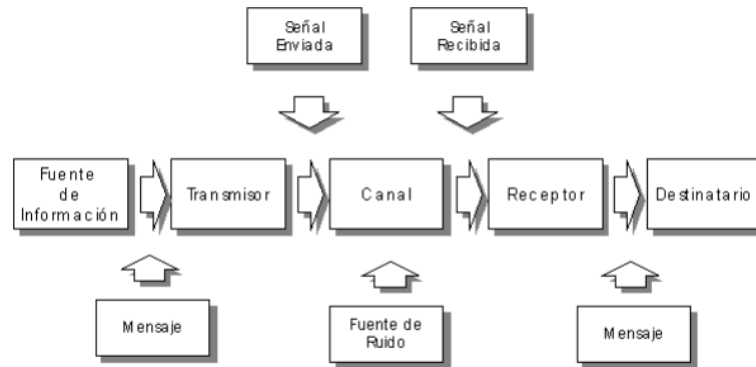 Señal
Enviada
Señal
Recibida
Fuente
de
Información
Transmisor
Canal
Receptor
Destinatario
Mensaje
Fuente de
Ruido
Mensaje